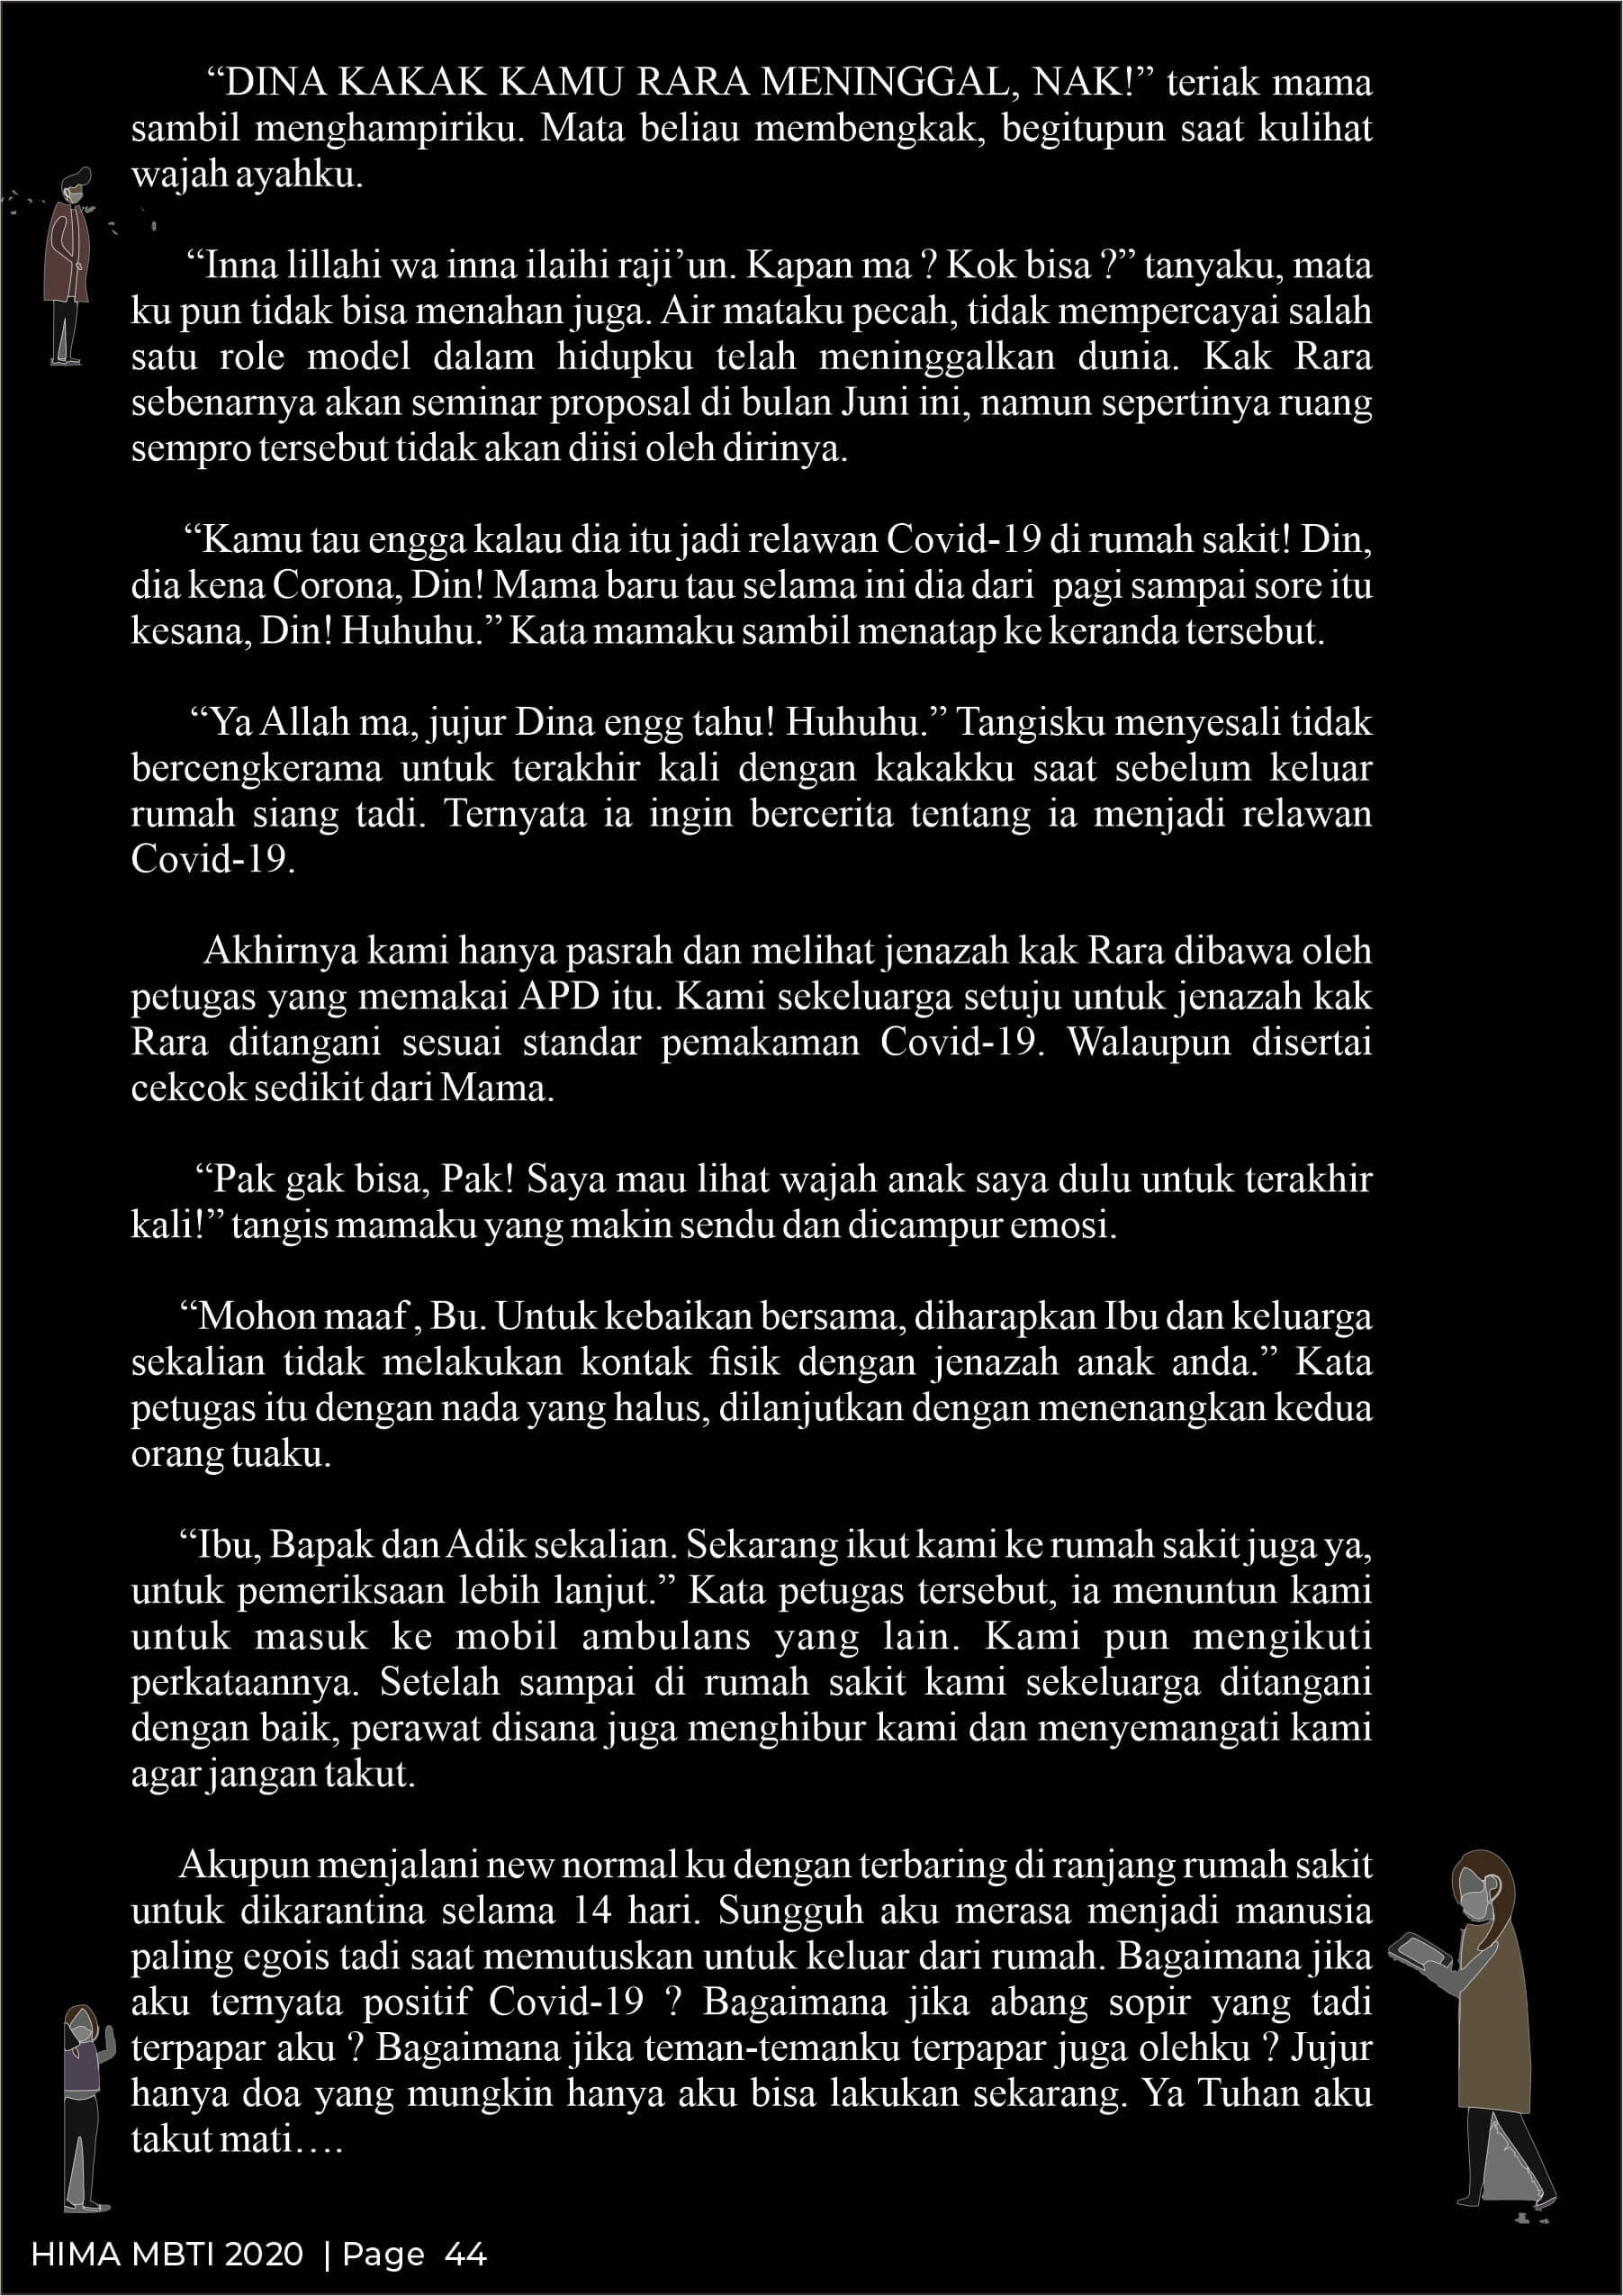 “DINA KAKAK KAMU RARA MENINGGAL, NAK!” teriak mama
sambil menghampiriku. Mata beliau membengkak, begitupun saat kulihat
wajah ayahku.
“Inna lillahi wa inna ilaihi raji’un. Kapan ma ? Kok bisa ?” tanyaku, mata
ku pun tidak bisa menahan juga. Air mataku pecah, tidak mempercayai salah
satu role model dalam hidupku telah meninggalkan dunia. Kak Rara
sebenarnya akan seminar proposal di bulan Juni ini, namun sepertinya ruang
sempro tersebut tidak akan diisi oleh dirinya.
“Kamu tau engga kalau dia itu jadi relawan Covid-19 di rumah sakit! Din,
dia kena Corona, Din! Mama baru tau selama ini dia dari pagi sampai sore itu
kesana, Din! Huhuhu.” Kata mamaku sambil menatap ke keranda tersebut.
“Ya Allah ma, jujur Dina engg tahu! Huhuhu.” Tangisku menyesali tidak
bercengkerama untuk terakhir kali dengan kakakku saat sebelum keluar
rumah siang tadi. Ternyata ia ingin bercerita tentang ia menjadi relawan
Covid-19.
Akhirnya kami hanya pasrah dan melihat jenazah kak Rara dibawa oleh
petugas yang memakai APD itu. Kami sekeluarga setuju untuk jenazah kak
Rara ditangani sesuai standar pemakaman Covid-19. Walaupun disertai
cekcok sedikit dari Mama.
“Pak gak bisa, Pak! Saya mau lihat wajah anak saya dulu untuk terakhir
kali!” tangis mamaku yang makin sendu dan dicampur emosi.
“Mohon maaf, Bu. Untuk kebaikan bersama, diharapkan Ibu dan keluarga
sekalian tidak melakukan kontak fisik dengan jenazah anak anda.” Kata
petugas itu dengan nada yang halus, dilanjutkan dengan menenangkan kedua
orang tuaku.
“Ibu, Bapak dan Adik sekalian. Sekarang ikut kami ke rumah sakit juga ya,
untuk pemeriksaan lebih lanjut.” Kata petugas tersebut, ia menuntun kami
untuk masuk ke mobil ambulans yang lain. Kami pun mengikuti
perkataannya. Setelah sampai di rumah sakit kami sekeluarga ditangani
dengan baik, perawat disana juga menghibur kami dan menyemangati kami
agar jangan takut.
Akupun menjalani new normal ku dengan terbaring di ranjang rumah sakit
untuk dikarantina selama 14 hari. Sungguh aku merasa menjadi manusia
paling egois tadi saat memutuskan untuk keluar dari rumah. Bagaimana jika
aku ternyata positif Covid-19 ? Bagaimana jika abang sopir yang tadi
terpapar aku ? Bagaimana jika teman-temanku terpapar juga olehku ? Jujur
hanya doa yang mungkin hanya aku bisa lakukan sekarang. Ya Tuhan aku
takut mati….
HIMA MBTI 2020 | Page 44